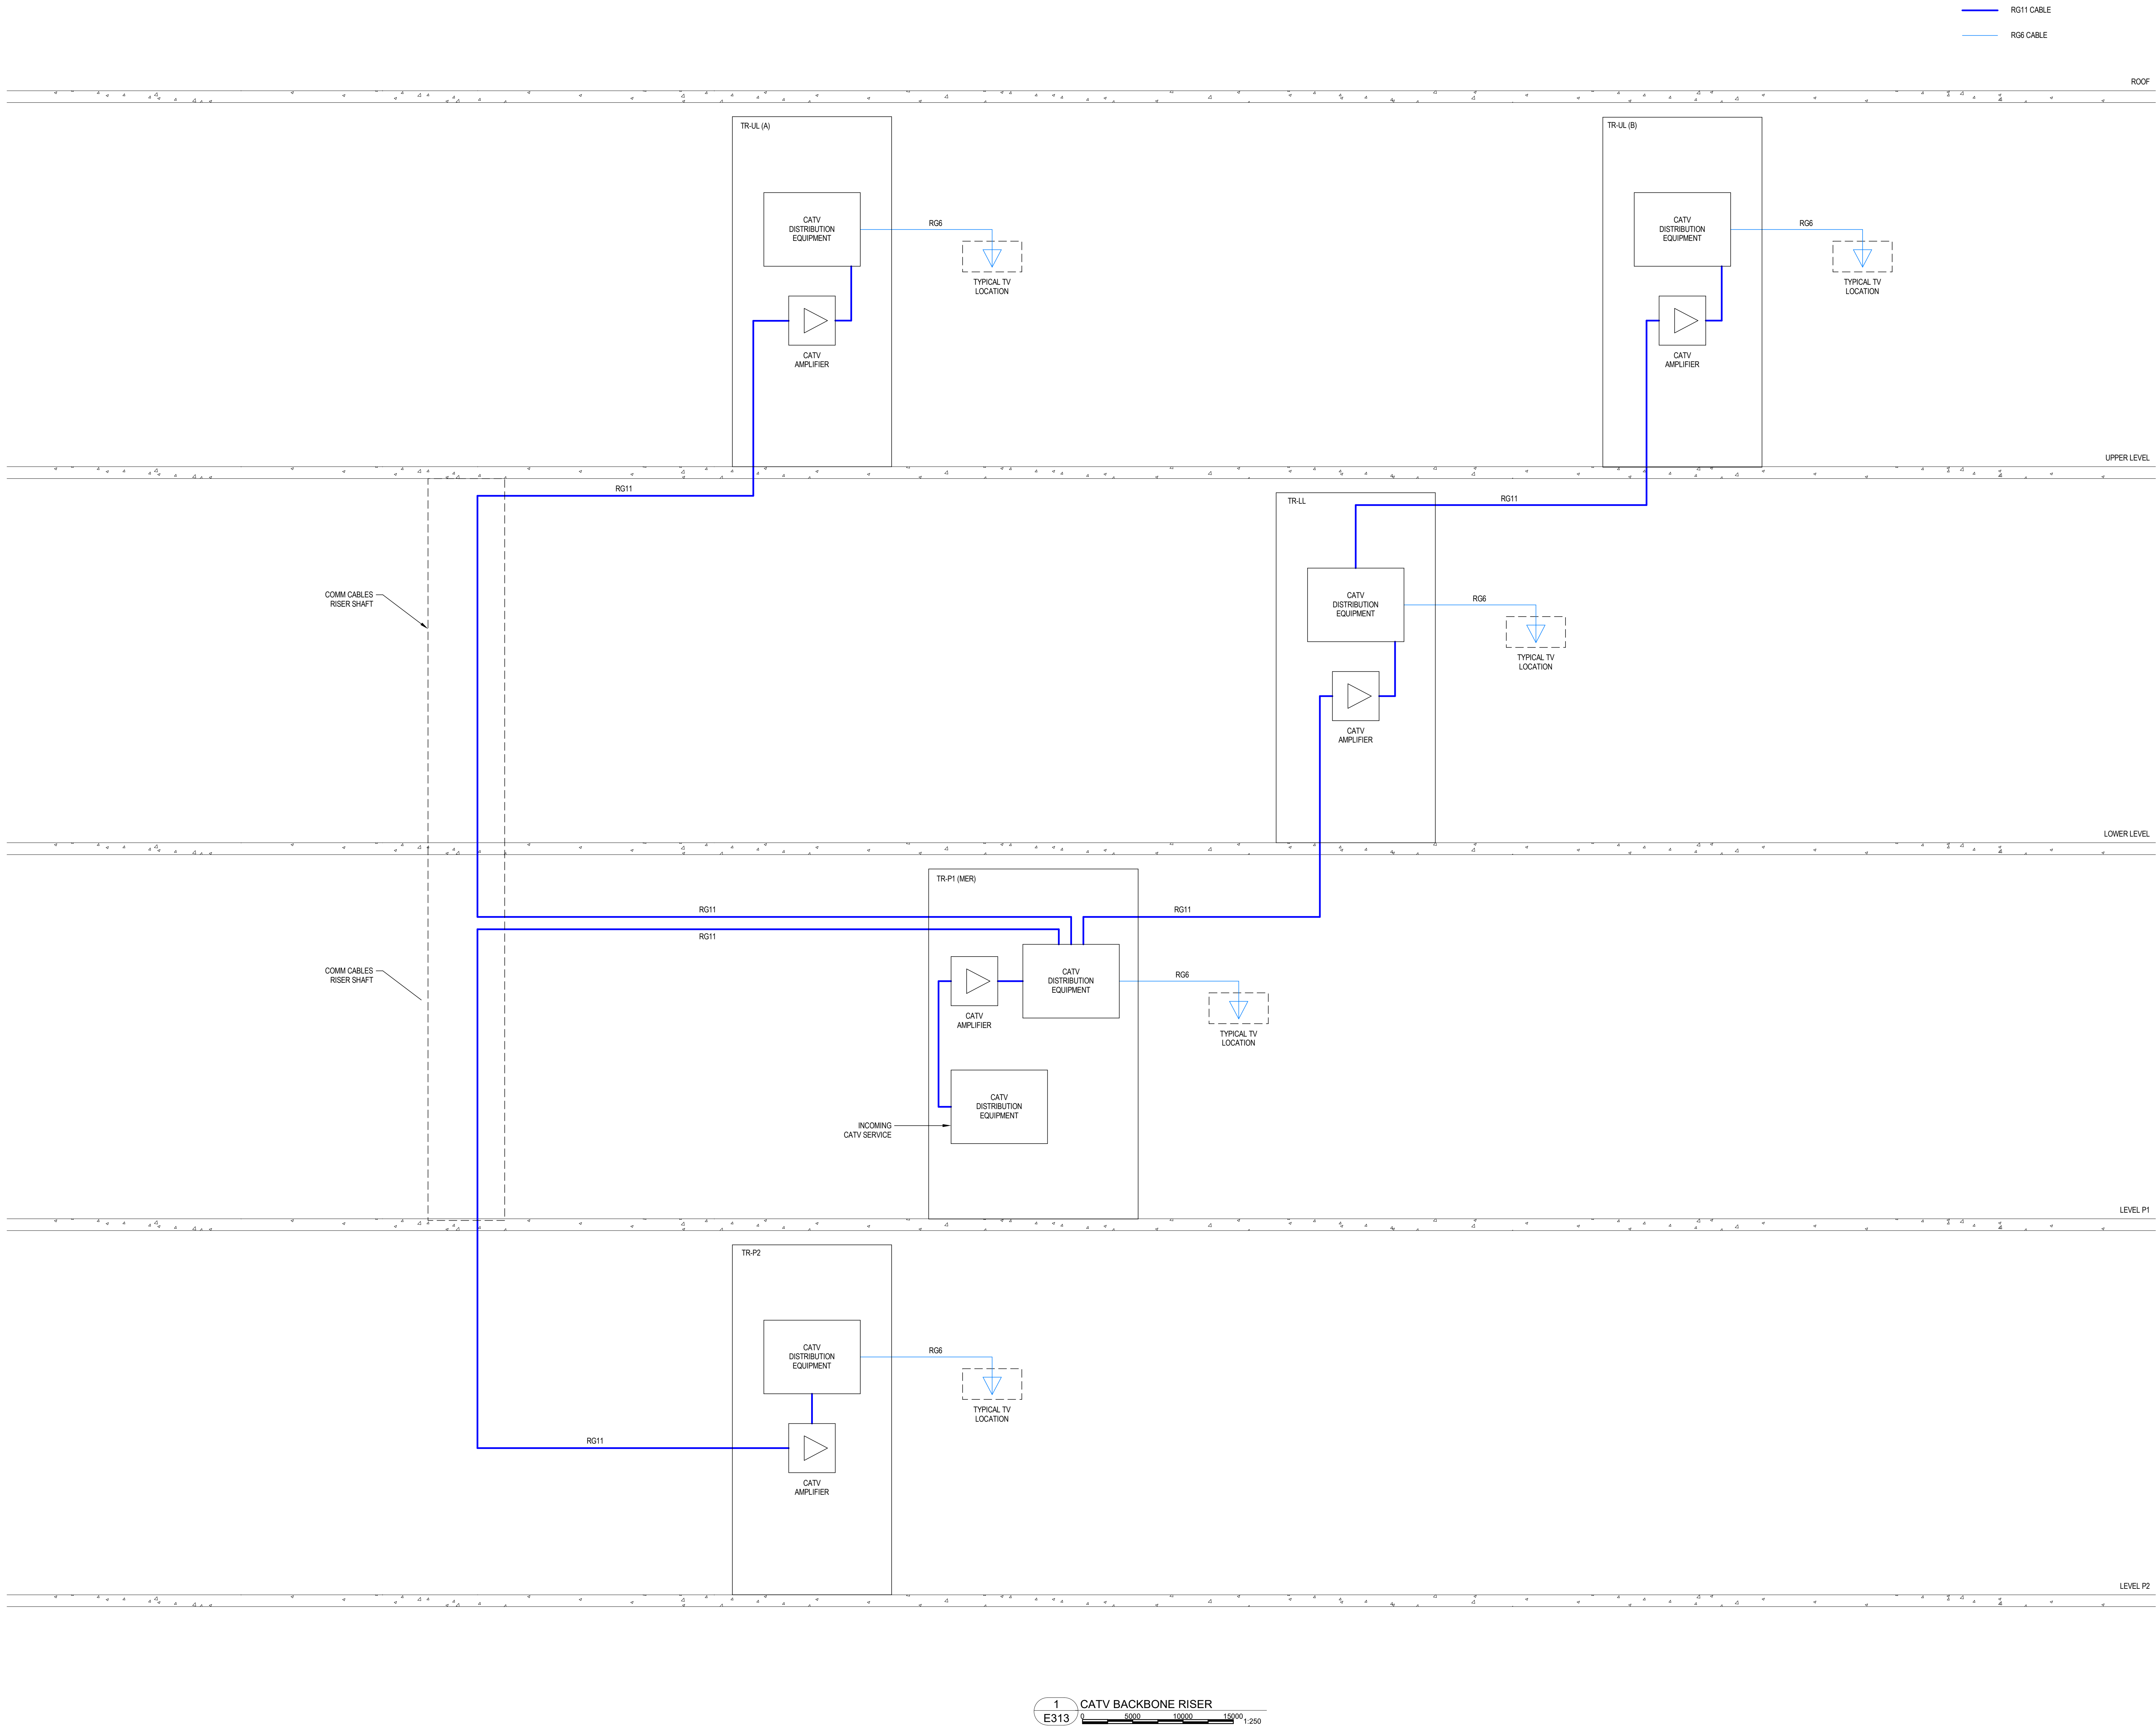 RG11 CABLE
RG6 CABLE
ROOF
TR-UL (A)
CATV
DISTRIBUTION
EQUIPMENT
RG6
TYPICAL TV
LOCATION
CATV
AMPLIFIER
TR-UL (B)
CATV
DISTRIBUTION
EQUIPMENT
RG6
TYPICAL TV
LOCATION
CATV
AMPLIFIER
UPPER LEVEL
RG11
TR-LL
RG11
COMM CABLES
RISER SHAFT
CATV
DISTRIBUTION
EQUIPMENT
RG6
TYPICAL TV
LOCATION
CATV
AMPLIFIER
LOWER LEVEL
TR-P1 (MER)
RG11
RG11
RG11
COMM CABLES
RISER SHAFT
CATV
AMPLIFIER
CATV
DISTRIBUTION
EQUIPMENT
RG6
TYPICAL TV
LOCATION
CATV
DISTRIBUTION
EQUIPMENT
INCOMING
CATV SERVICE
LEVEL P1
TR-P2
CATV
DISTRIBUTION
EQUIPMENT
RG6
TYPICAL TV
LOCATION
RG11
CATV
AMPLIFIER
LEVEL P2
1
E313
CATV BACKBONE RISER
0 5000 10000 15000
1:250